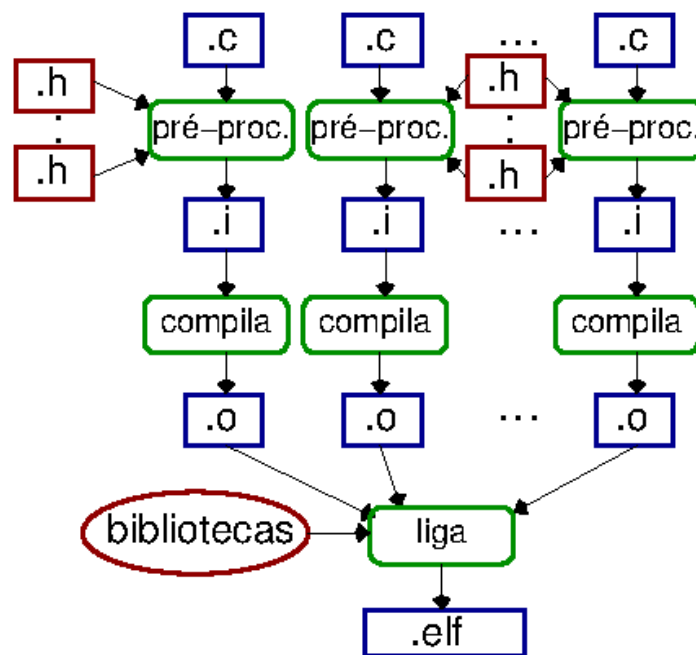 .c .c ... .c
.h .h
pré-proc. pré-proc. pré-proc.
.h .h
.i .i ... .i
compila compila compila
.o .o ... .o
bibliotecas liga
.elf